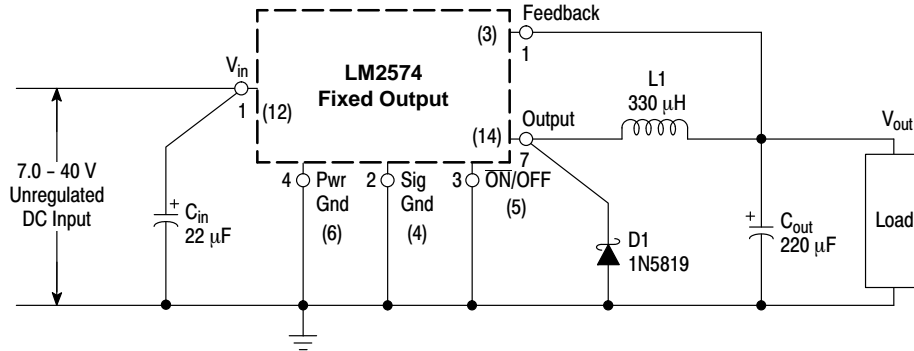 Feedback
(3)
1
LM2574
Fixed Output
V_in
1
(12)
L1
330 μH
Output
(14)
7
V_out
7.0 – 40 V
Unregulated
DC Input
4 Pwr
Gnd
(6)
2 Sig
Gnd
(4)
3 O̅N̅/OFF
(5)
+
C_in
22 μF
D1
1N5819
+
C_out
220 μF
Load